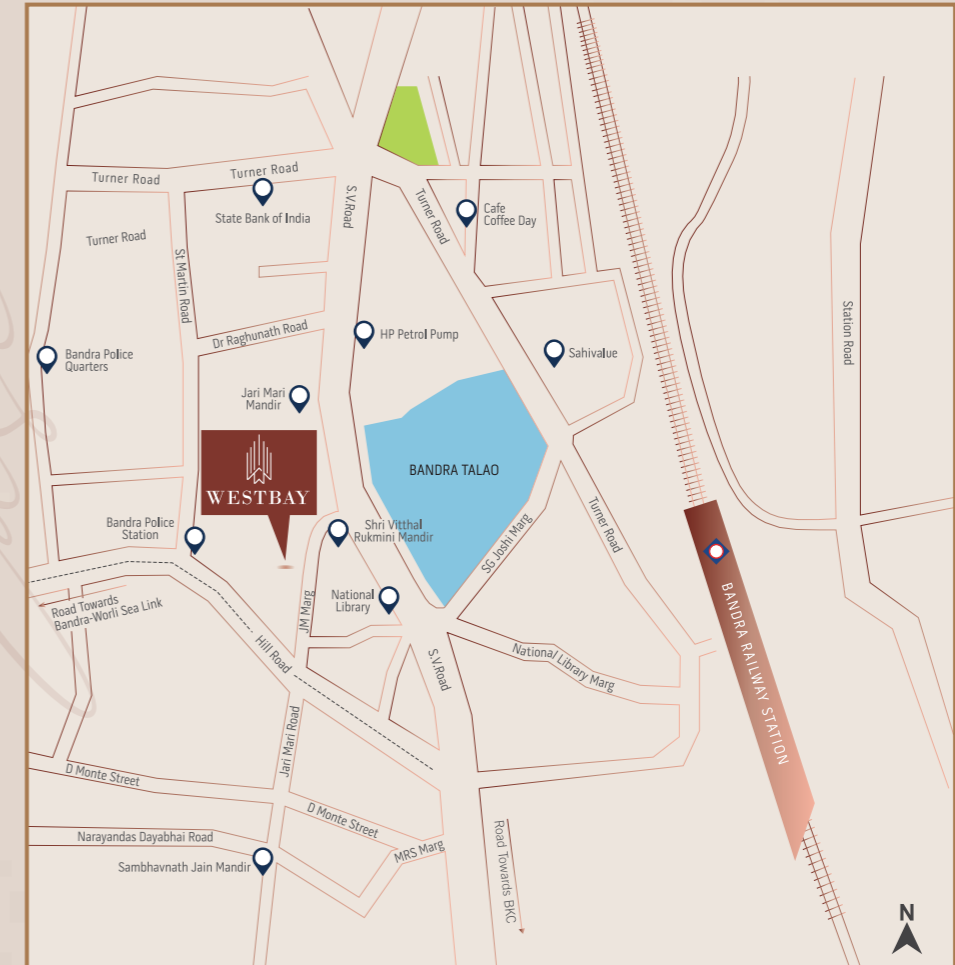 Turner Road
Turner Road
State Bank of India
S.V.Road
Turner Road
Cafe
Coffee Day
Turner Road
St Martin Road
Dr Raghunath Road
HP Petrol Pump
Sahivalue
Station Road
Bandra Police
Quarters
Jari Mari
Mandir
WESTBAY
BANDRA TALAO
Bandra Police
Station
Shri Vitthal
Rukmini Mandir
SG Joshi Marg
Turner Road
National
Library
JM Marg
Road Towards
Bandra-Worli Sea Link
Hill Road
S.V.Road
National Library Marg
BANDRA RAILWAY STATION
Jari Mari Road
D Monte Street
D Monte Street
Narayandas Dayabhai Road
MRS Marg
Sambhavnath Jain Mandir
Road Towards BKC
N